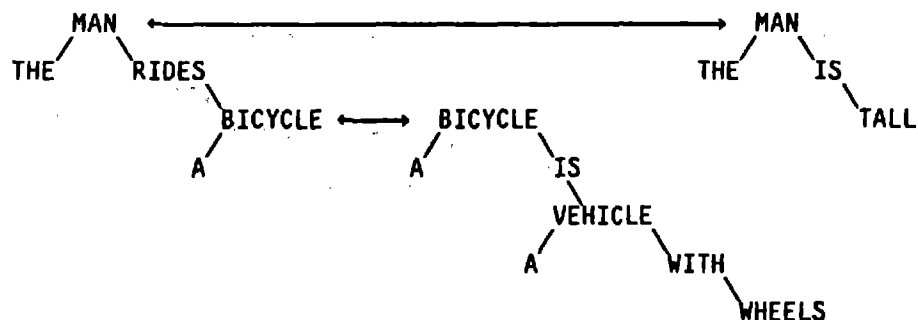 MAN MAN
THE RIDES THE IS
BICYCLE BICYCLE TALL
A A IS
VEHICLE
A WITH
WHEELS